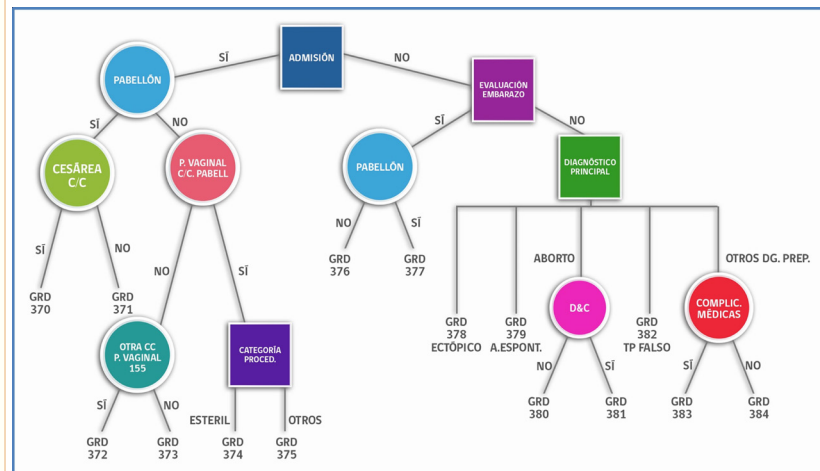 ADMISIÓN
SÍ
NO
PABELLÓN
EVALUACIÓN
EMBARAZO
SÍ
NO
SÍ
NO
CESÁREA
C/C
P. VAGINAL
C/C. PABELL
PABELLÓN
DIAGNÓSTICO
PRINCIPAL
SÍ
NO
NO
SÍ
NO
SÍ
GRD
370
GRD
371
GRD
376
GRD
377
ABORTO
OTROS DG. PREP.
OTRA CC
P. VAGINAL
155
CATEGORÍA
PROCED.
GRD
378
ECTÓPICO
GRD
379
A.ESPONT.
D&C
GRD
382
TP FALSO
COMPLIC.
MÉDICAS
SÍ
NO
ESTERIL
OTROS
NO
SÍ
SÍ
NO
GRD
372
GRD
373
GRD
374
GRD
375
GRD
380
GRD
381
GRD
383
GRD
384